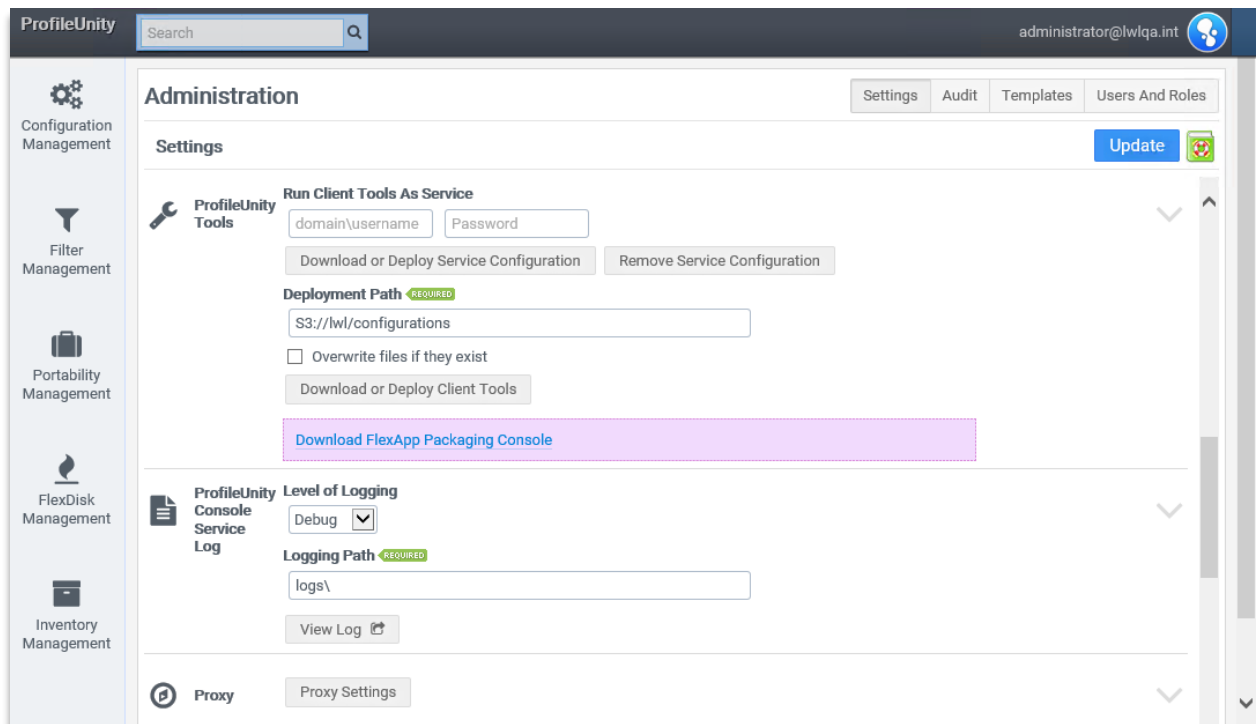 ProfileUnity
Search
administrator@lwlqa.int
Configuration
Management
Filter
Management
Portability
Management
FlexDisk
Management
Inventory
Management
Administration
Settings Audit Templates Users And Roles
Settings
Update
ProfileUnity
Tools
Run Client Tools As Service
domain\username Password
Download or Deploy Service Configuration Remove Service Configuration
Deployment Path REQUIRED
S3://lwl/configurations
Overwrite files if they exist
Download or Deploy Client Tools
Download FlexApp Packaging Console
ProfileUnity
Console
Service
Log
Level of Logging
Debug
Logging Path REQUIRED
logs\
View Log
Proxy
Proxy Settings